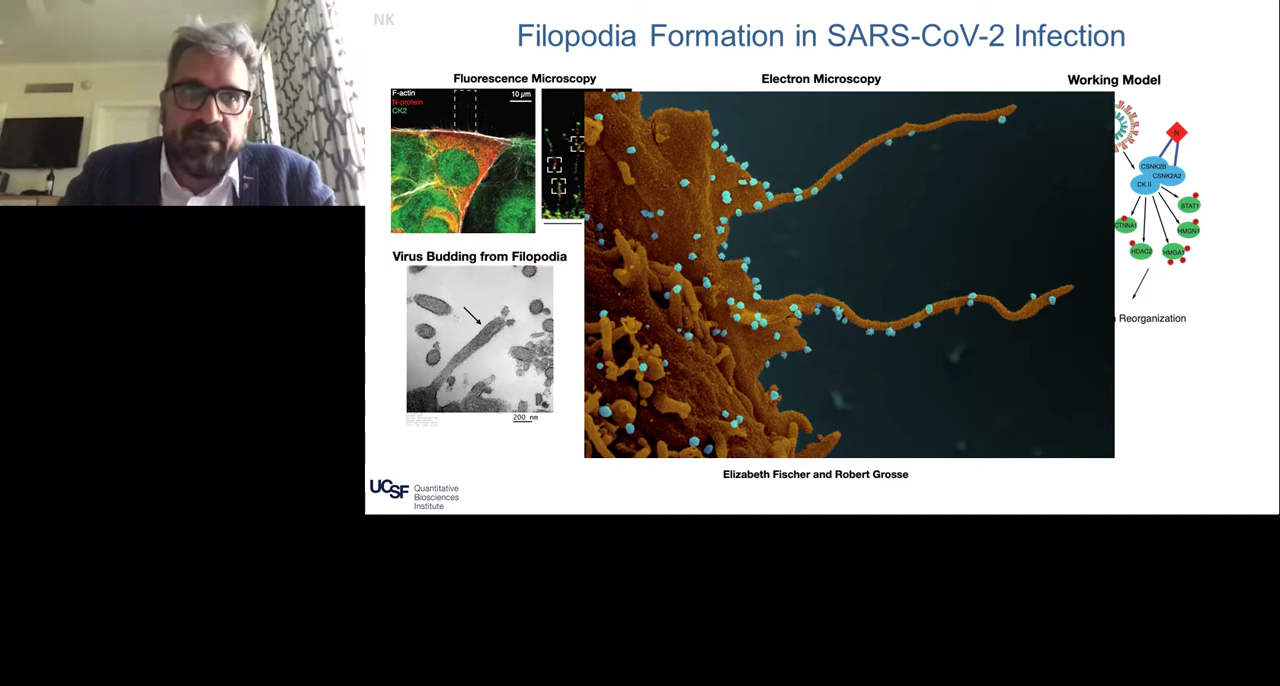 NK
Filopodia Formation in SARS-CoV-2 Infection
Fluorescence Microscopy
Electron Microscopy
Working Model
F-actin
N-protein
CK2
10 µm
N
CSNK2B
CSNK2A2
CK II
STAT1
CTNNA1
HMGN1
HDAC2
HMGA1
Reorganization
Virus Budding from Filopodia
200 nm
Elizabeth Fischer and Robert Grosse
UCSF
Quantitative
Biosciences
Institute